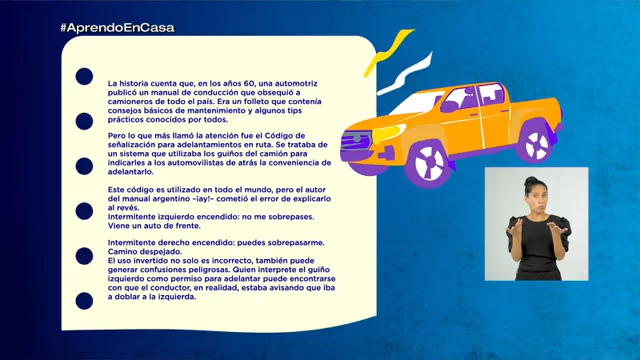 #AprendoEnCasa
La historia cuenta que, en los años 60, una automotriz
publicó un manual de conducción que obsequió a
camioneros de todo el país. Era un folleto que contenía
consejos básicos de mantenimiento y algunos tips
prácticos conocidos por todos.
Pero lo que más llamó la atención fue el Código de
señalización para adelantamientos en ruta. Se trataba de
un sistema que utilizaba los guiños del camión para
indicarles a los automovilistas de atrás la conveniencia de
adelantarlo.
Este código es utilizado en todo el mundo, pero el autor
del manual argentino –¡ay!– cometió el error de explicarlo
al revés.
Intermitente izquierdo encendido: no me sobrepases.
Viene un auto de frente.
Intermitente derecho encendido: puedes sobrepasarme.
Camino despejado.
El uso invertido no solo es incorrecto, también puede
generar confusiones peligrosas. Quien interprete el guiño
izquierdo como permiso para adelantar puede encontrarse
con que el conductor, en realidad, estaba avisando que iba
a doblar a la izquierda.